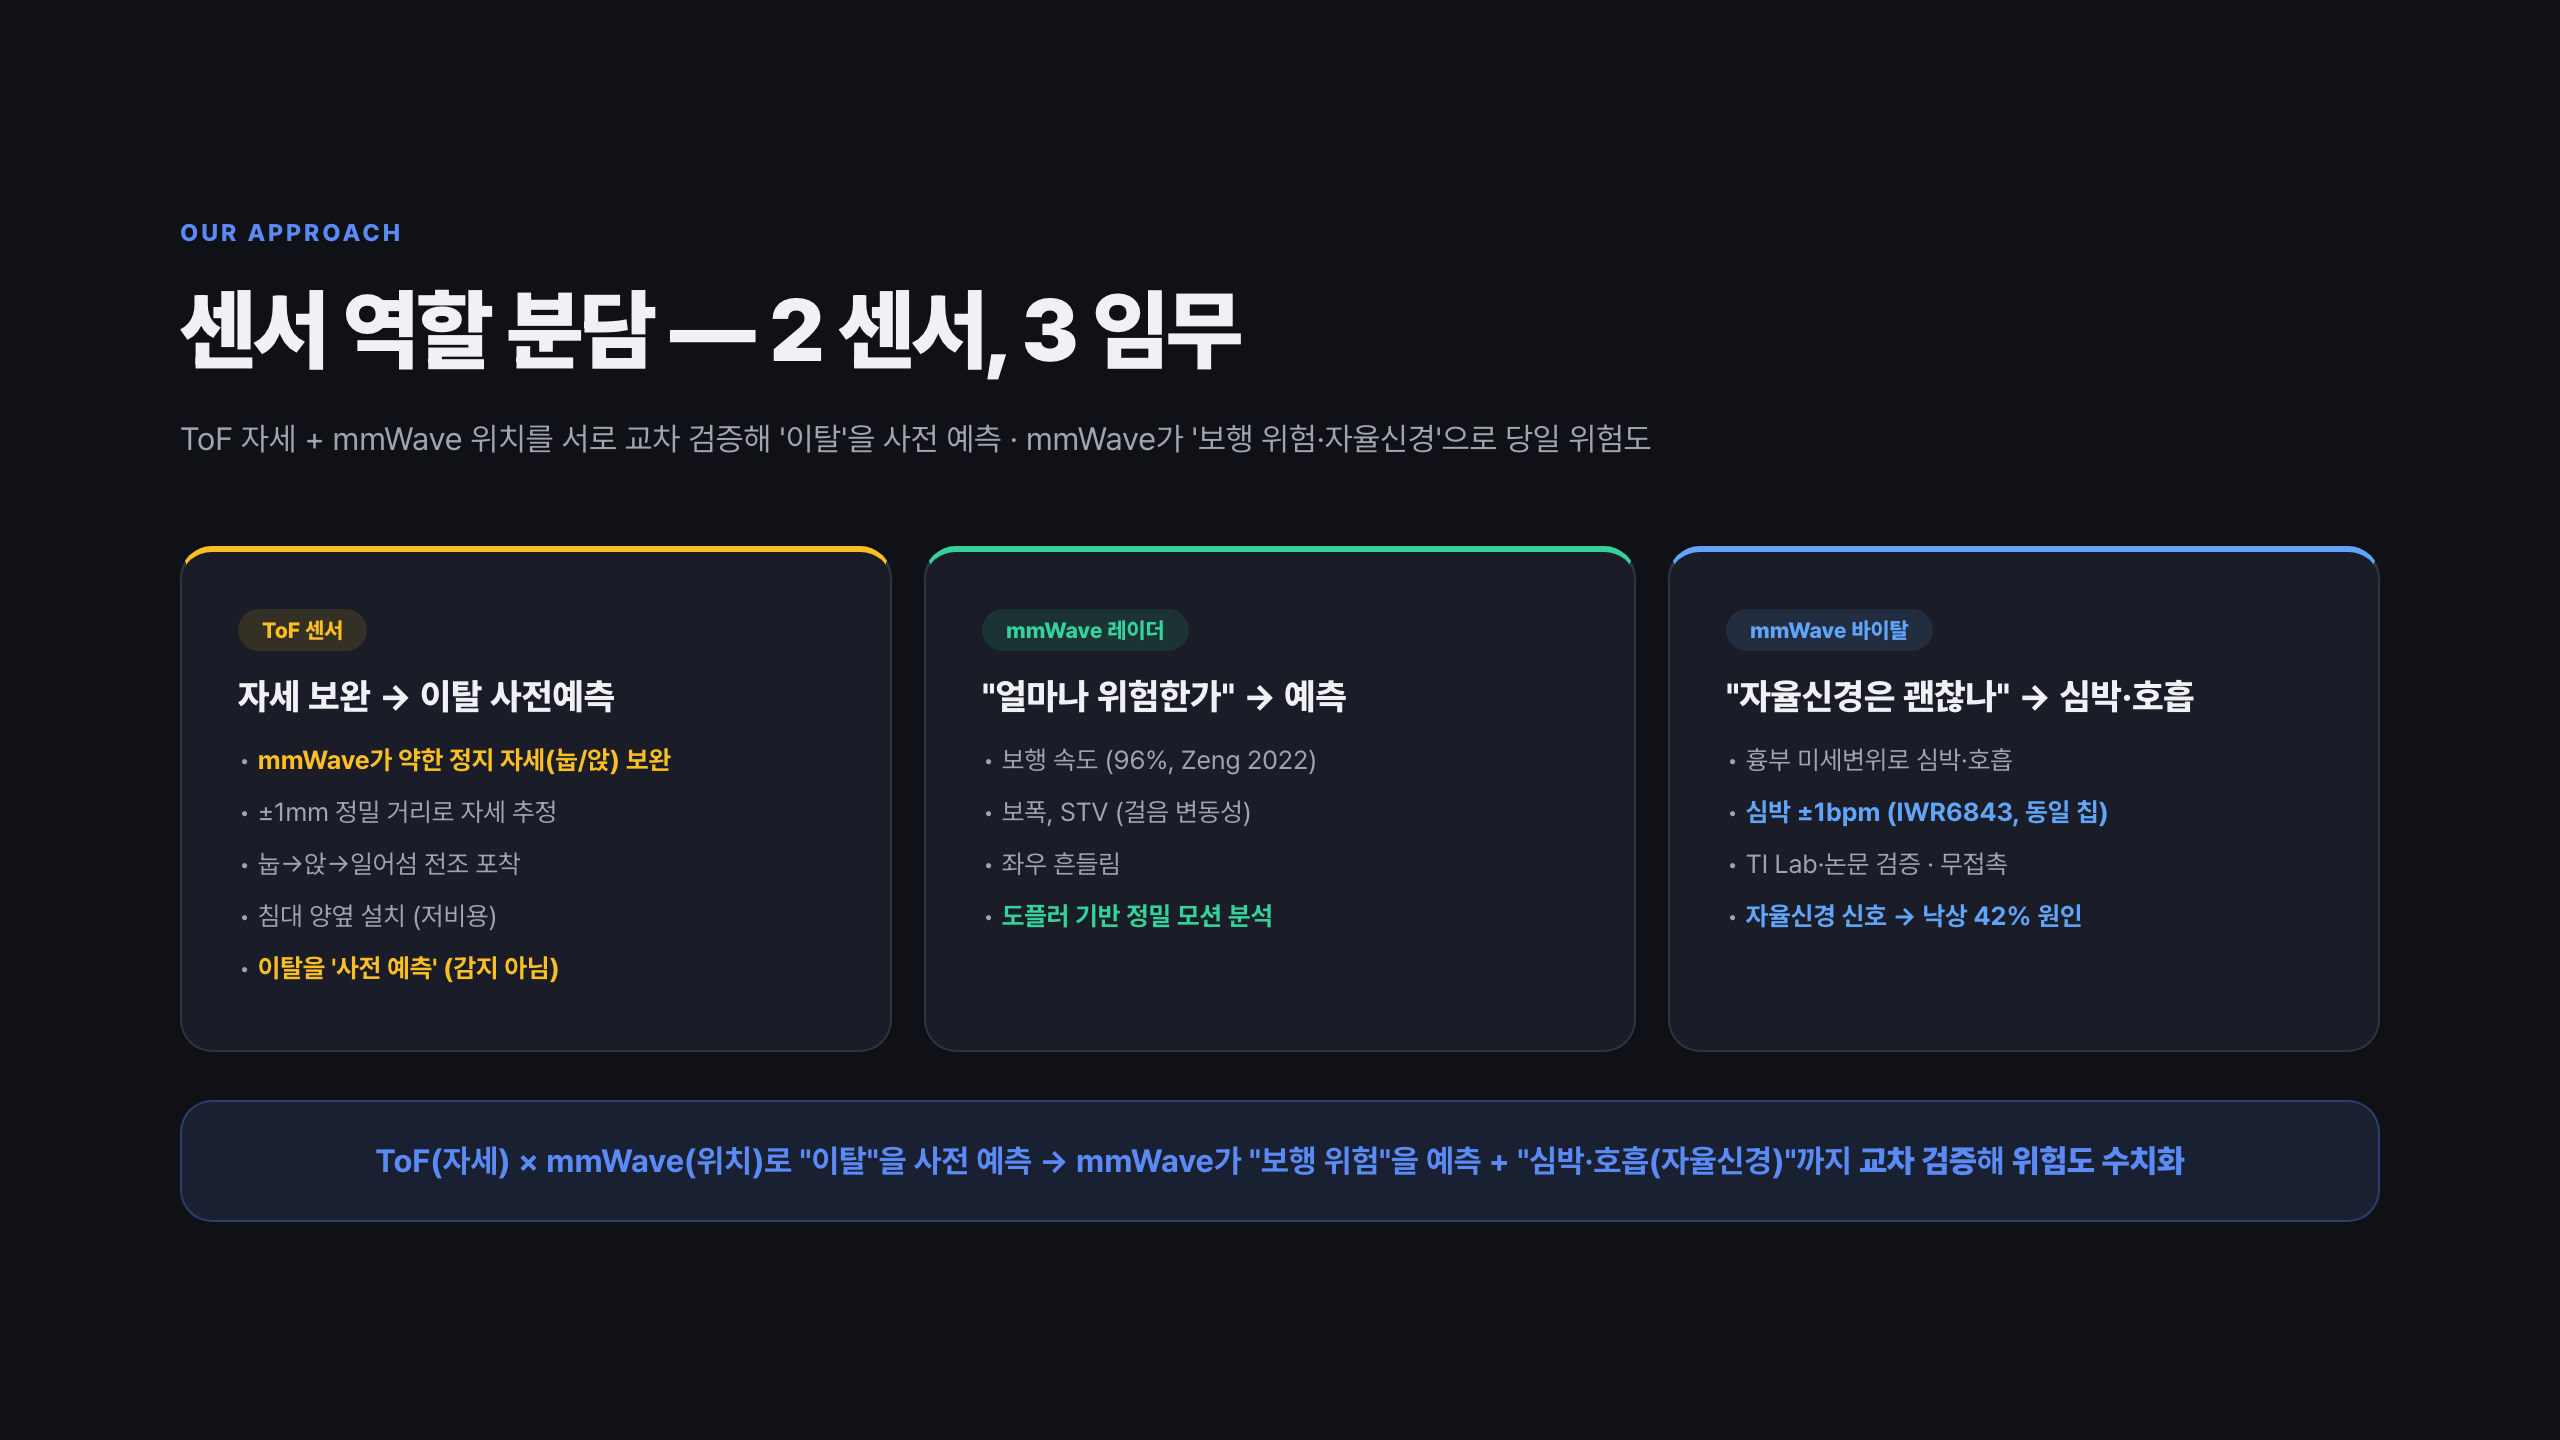 OUR APPROACH
센서 역할 분담 — 2 센서, 3 임무
ToF 자세 + mmWave 위치를 서로 교차 검증해 '이탈'을 사전 예측 · mmWave가 '보행 위험·자율신경'으로 당일 위험도
ToF 센서
자세 보완 → 이탈 사전예측
· mmWave가 약한 정지 자세(눕/앉) 보완
· ±1mm 정밀 거리로 자세 추정
· 눕→앉→일어섬 전조 포착
· 침대 양옆 설치 (저비용)
· 이탈을 '사전 예측' (감지 아님)
mmWave 레이더
"얼마나 위험한가" → 예측
· 보행 속도 (96%, Zeng 2022)
· 보폭, STV (걸음 변동성)
· 좌우 흔들림
· 도플러 기반 정밀 모션 분석
mmWave 바이탈
"자율신경은 괜찮나" → 심박·호흡
· 흉부 미세변위로 심박·호흡
· 심박 ±1bpm (IWR6843, 동일 칩)
· TI Lab·논문 검증 · 무접촉
· 자율신경 신호 → 낙상 42% 원인
ToF(자세) × mmWave(위치)로 "이탈"을 사전 예측 → mmWave가 "보행 위험"을 예측 + "심박·호흡(자율신경)"까지 교차 검증해 위험도 수치화